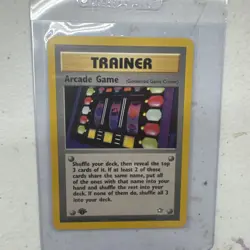 TRAINER
Arcade Game
(Goldenrod Game Corner)
Shuffle your deck, then reveal the top
3 cards of it. If at least 2 of those
cards share the same name, put all
of the ones with that name into your
hand and shuffle the rest into your
deck. If none of them do, shuffle all
3 into your deck.